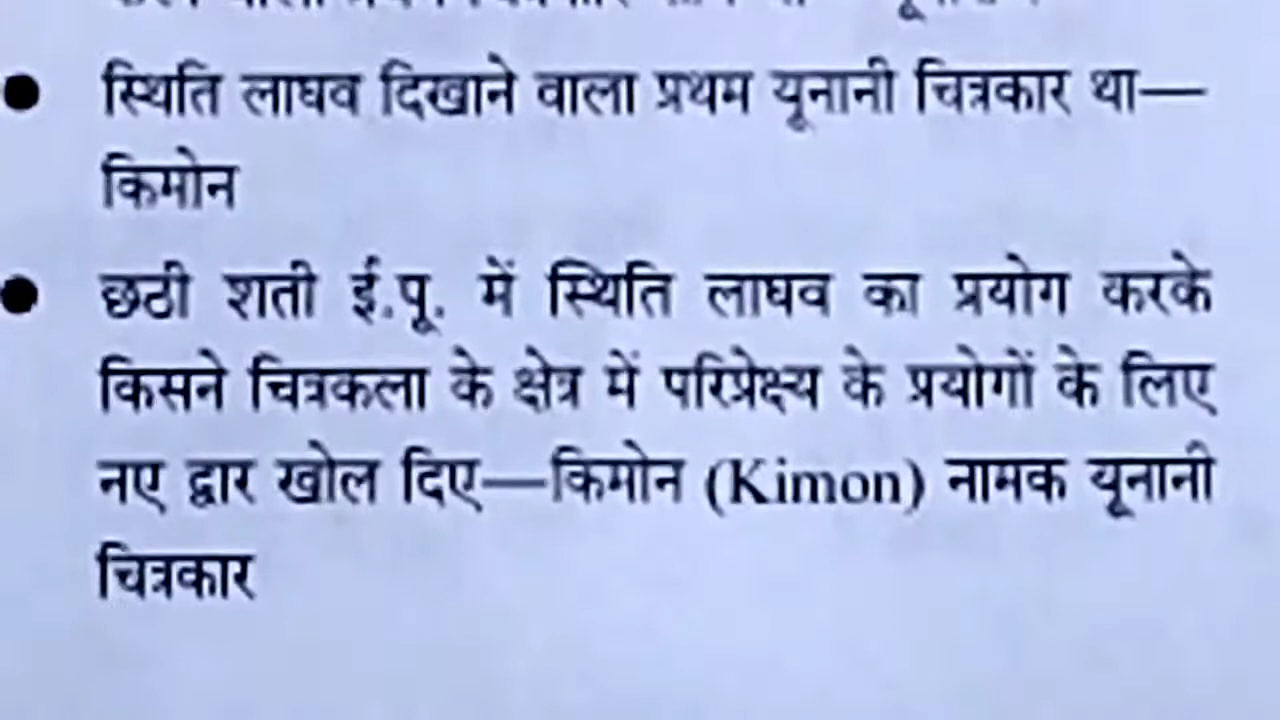 स्थिति लाघव दिखाने वाला प्रथम यूनानी चित्रकार था—
किमोन
छठी शती ई.पू. में स्थिति लाघव का प्रयोग करके
किसने चित्रकला के क्षेत्र में परिप्रेक्ष्य के प्रयोगों के लिए
नए द्वार खोल दिए—किमोन (Kimon) नामक यूनानी
चित्रकार